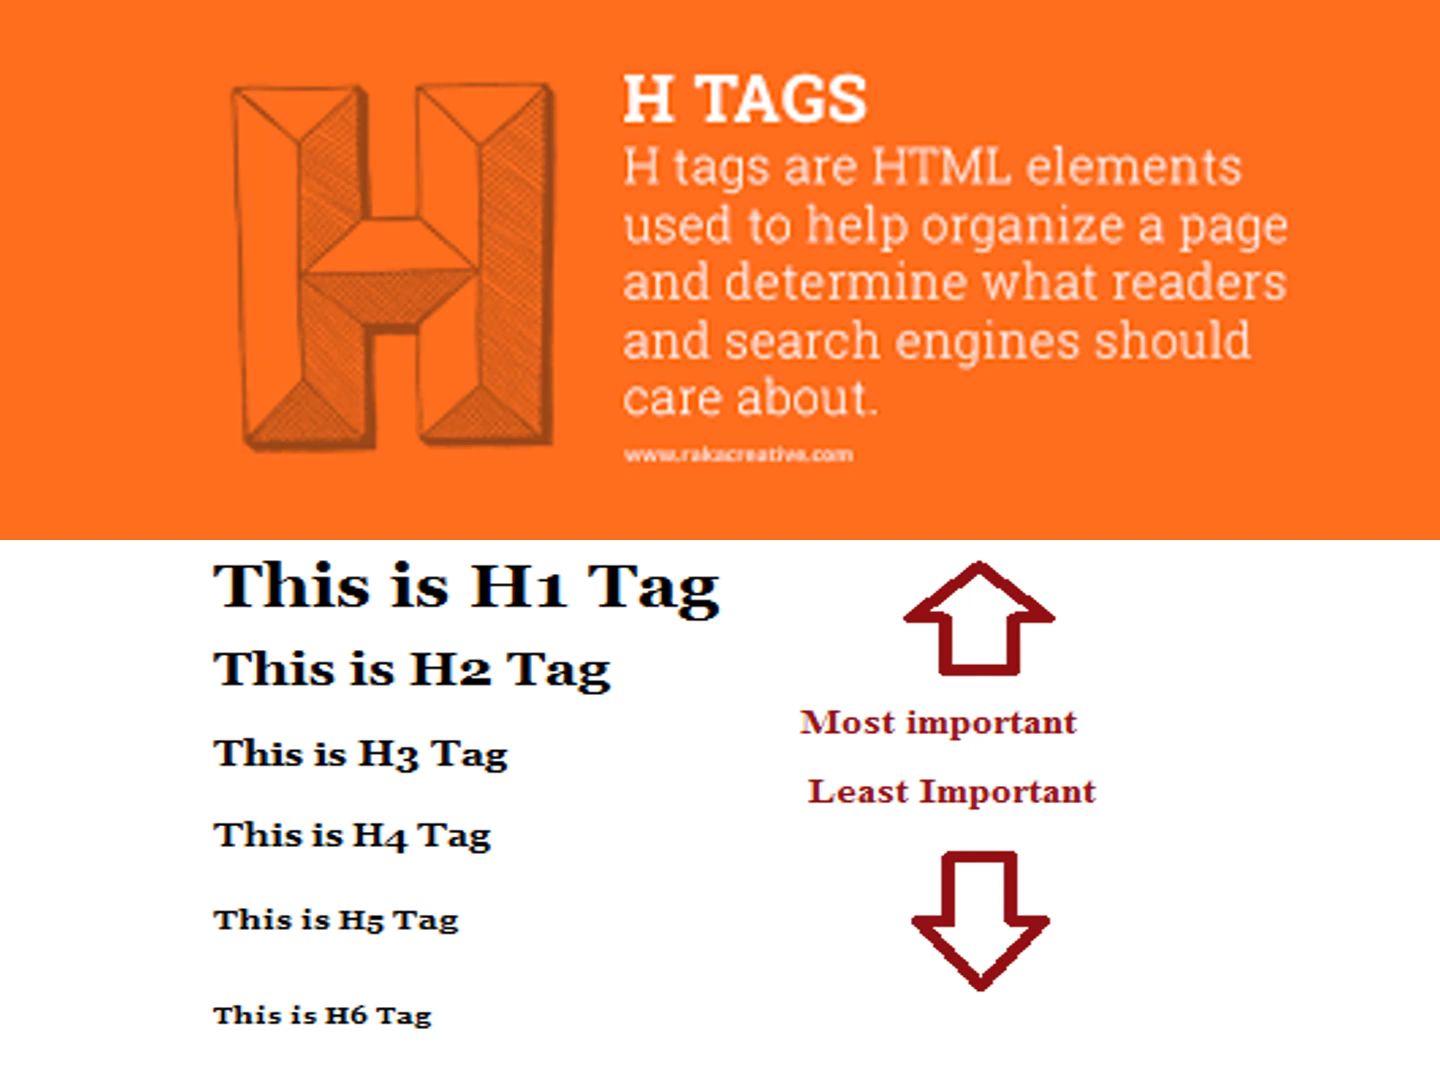 H
H TAGS
H tags are HTML elements
used to help organize a page
and determine what readers
and search engines should
care about.
www.rakacreative.com
This is H1 Tag
This is H2 Tag
This is H3 Tag
This is H4 Tag
This is H5 Tag
This is H6 Tag
Most important
Least Important